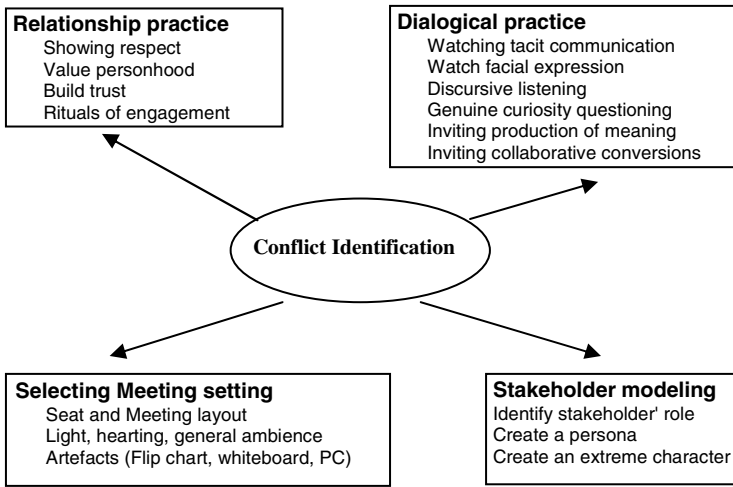 Relationship practice
Showing respect
Value personhood
Build trust
Rituals of engagement
Dialogical practice
Watching tacit communication
Watch facial expression
Discursive listening
Genuine curiosity questioning
Inviting production of meaning
Inviting collaborative conversions
Conflict Identification
Selecting Meeting setting
Seat and Meeting layout
Light, hearting, general ambience
Artefacts (Flip chart, whiteboard, PC)
Stakeholder modeling
Identify stakeholder' role
Create a persona
Create an extreme character